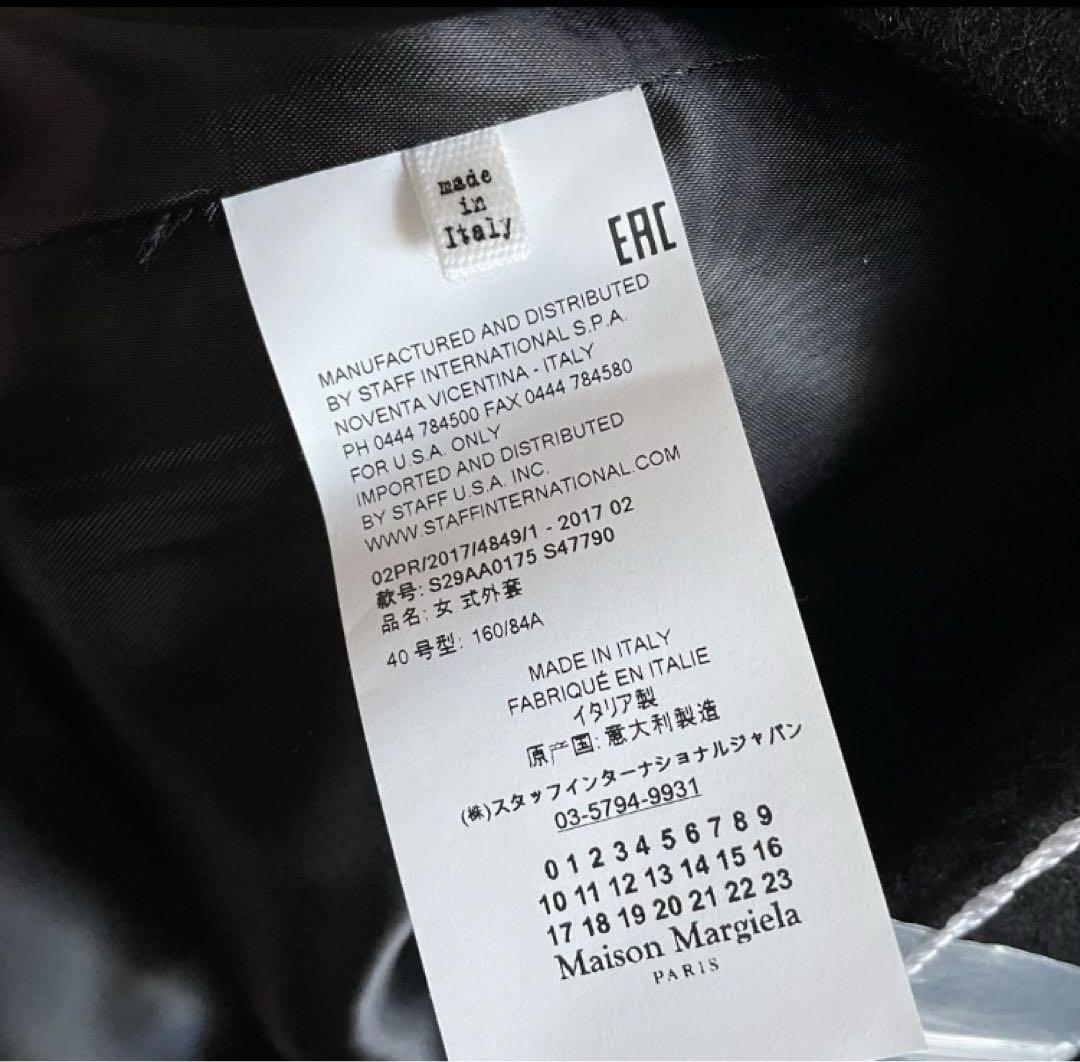 made
in
Italy
EAC
MANUFACTURED AND DISTRIBUTED
BY STAFF INTERNATIONAL S.P.A.
NOVENTA VICENTINA - ITALY
PH 0444 784500 FAX 0444 784580
FOR U.S.A. ONLY
IMPORTED AND DISTRIBUTED
BY STAFF U.S.A. INC.
WWW.STAFFINTERNATIONAL.COM
02PR/2017/4849/1 - 2017 02
款号: S29AA0175 S47790
品名: 女 式外套
40 号型: 160/84A
MADE IN ITALY
FABRIQUÉ EN ITALIE
イタリア製
原产国: 意大利製造
(株)スタッフインターナショナルジャパン
03-5794-9931
0 1 2 3 4 5 6 7 8 9
10 11 12 13 14 15 16
17 18 19 20 21 22 23
Maison Margiela
PARIS